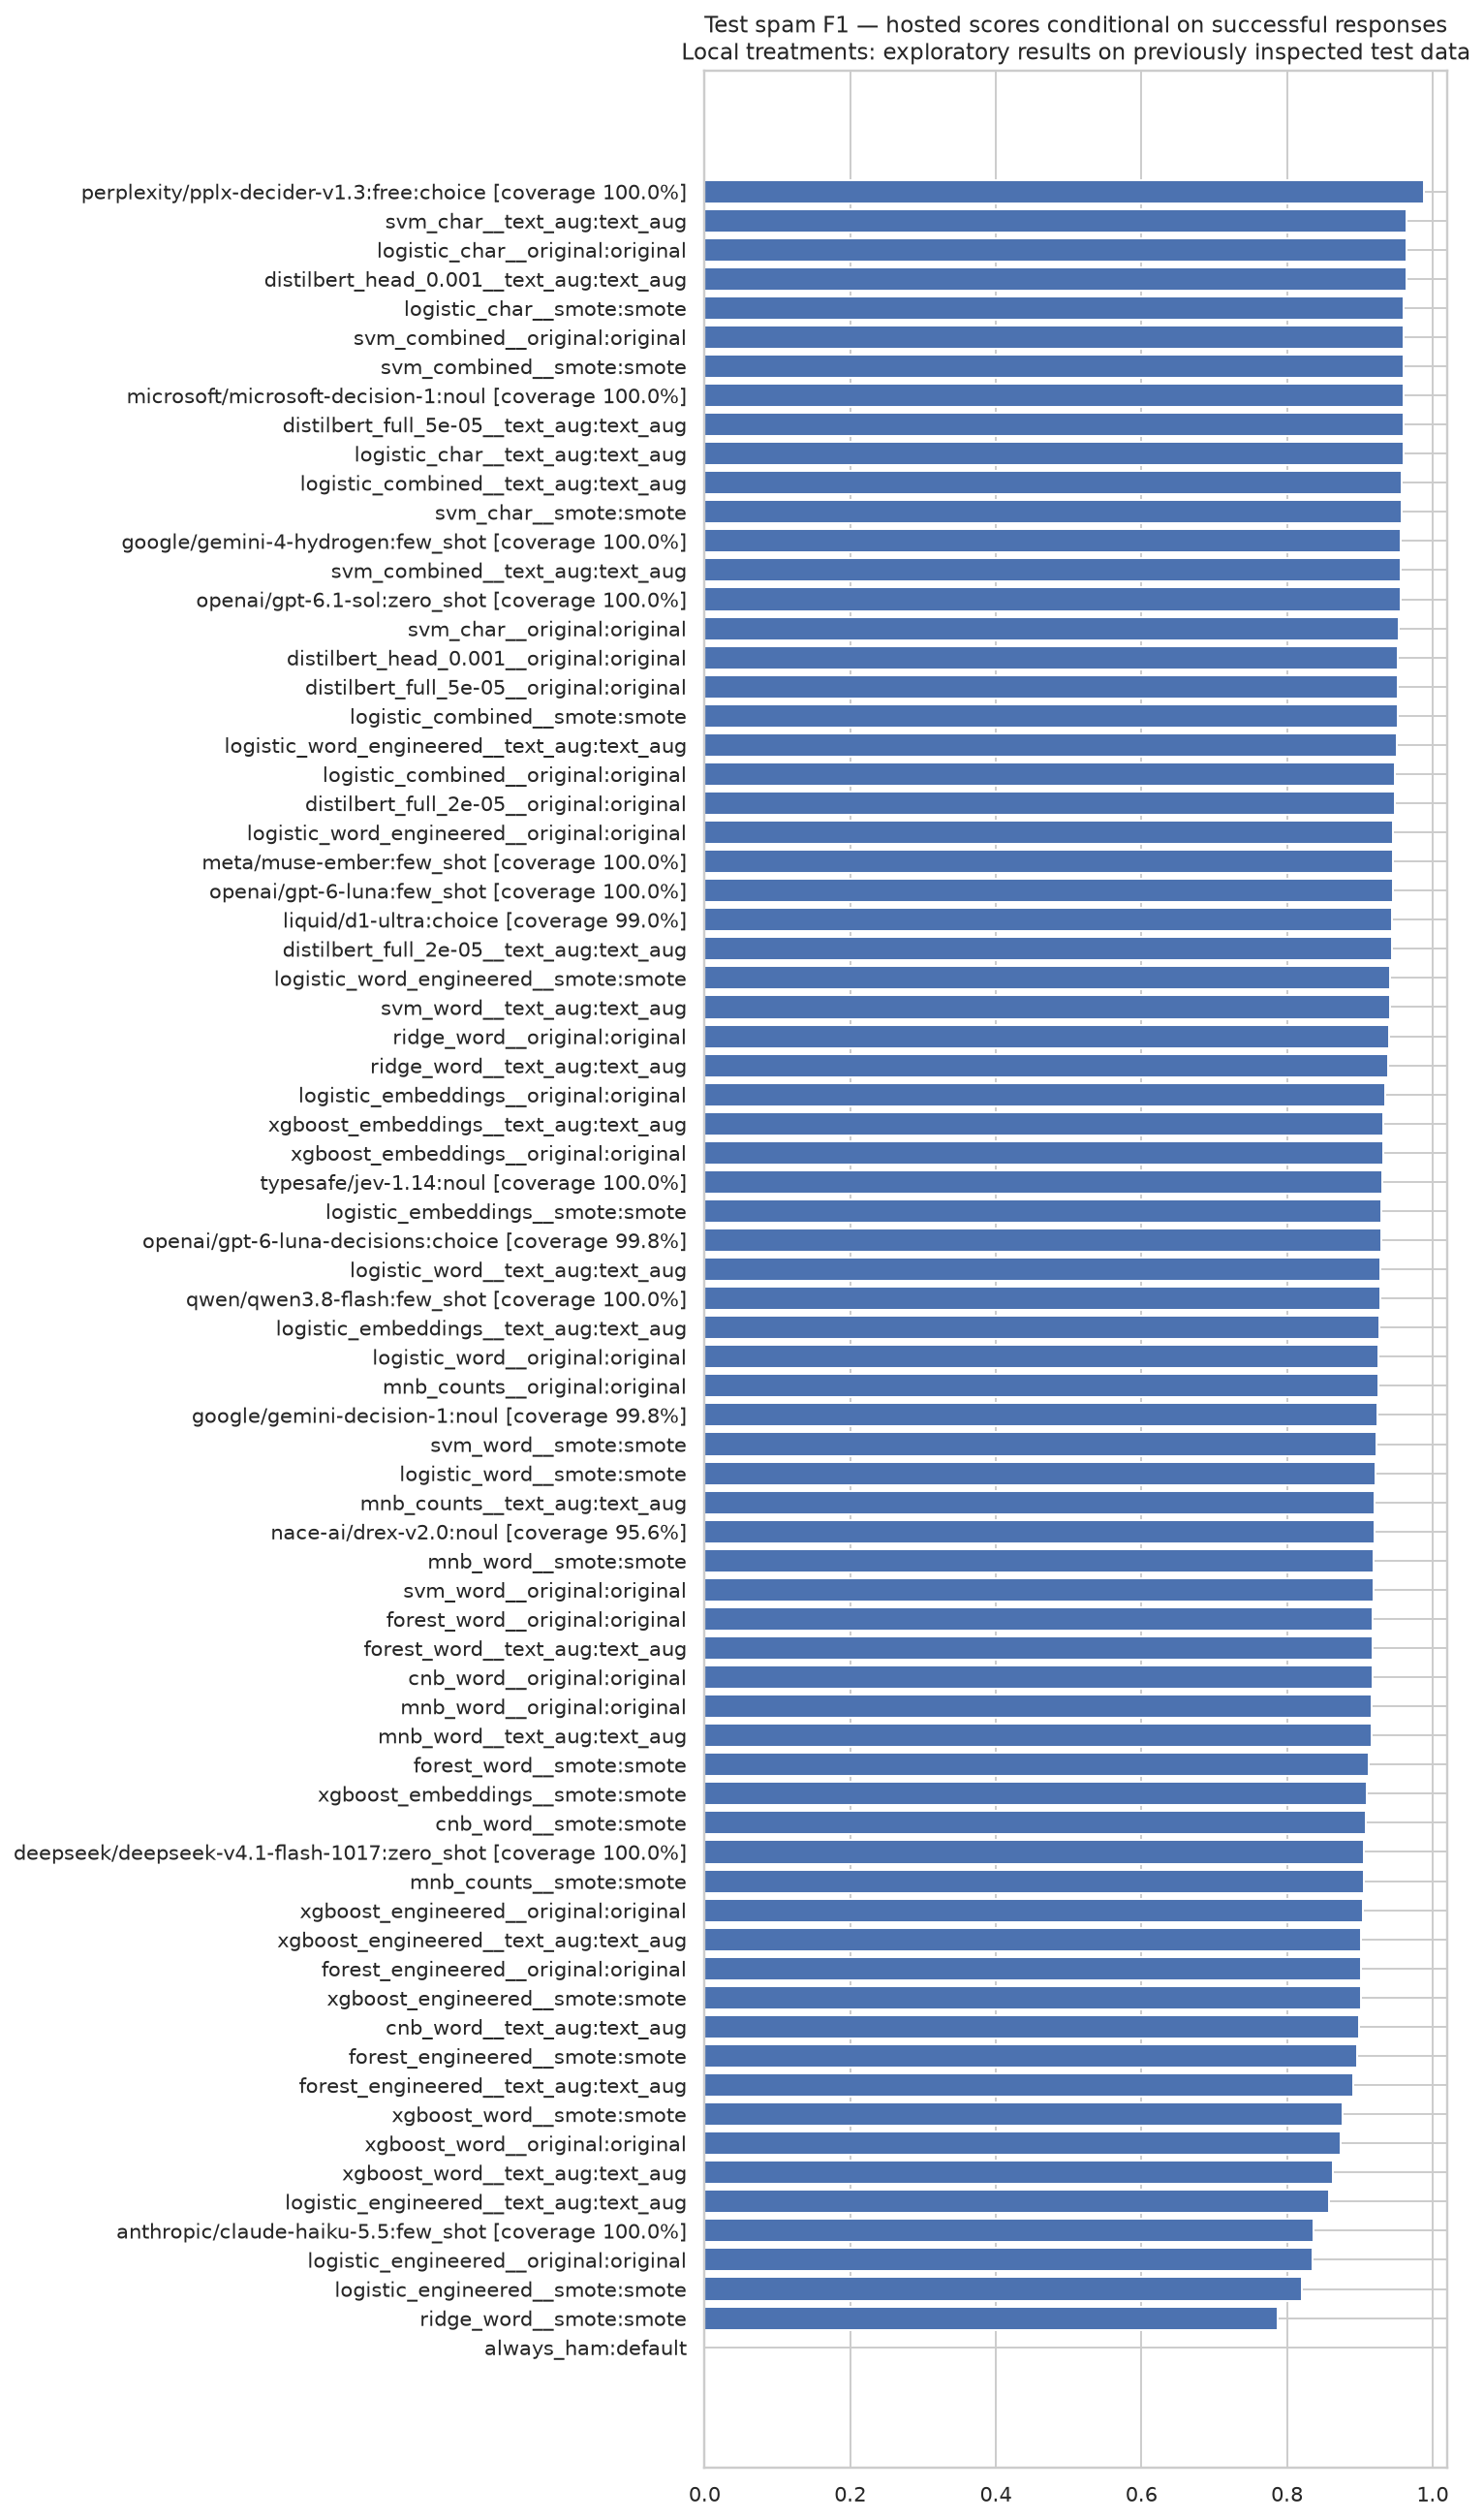 Test spam F1 — hosted scores conditional on successful responses
Local treatments: exploratory results on previously inspected test data
perplexity/pplx-decider-v1.3:free:choice [coverage 100.0%]
svm_char__text_aug:text_aug
logistic_char__original:original
distilbert_head_0.001__text_aug:text_aug
logistic_char__smote:smote
svm_combined__original:original
svm_combined__smote:smote
microsoft/microsoft-decision-1:noul [coverage 100.0%]
distilbert_full_5e-05__text_aug:text_aug
logistic_char__text_aug:text_aug
logistic_combined__text_aug:text_aug
svm_char__smote:smote
google/gemini-4-hydrogen:few_shot [coverage 100.0%]
svm_combined__text_aug:text_aug
openai/gpt-6.1-sol:zero_shot [coverage 100.0%]
svm_char__original:original
distilbert_head_0.001__original:original
distilbert_full_5e-05__original:original
logistic_combined__smote:smote
logistic_word_engineered__text_aug:text_aug
logistic_combined__original:original
distilbert_full_2e-05__original:original
logistic_word_engineered__original:original
meta/muse-ember:few_shot [coverage 100.0%]
openai/gpt-6-luna:few_shot [coverage 100.0%]
liquid/d1-ultra:choice [coverage 99.0%]
distilbert_full_2e-05__text_aug:text_aug
logistic_word_engineered__smote:smote
svm_word__text_aug:text_aug
ridge_word__original:original
ridge_word__text_aug:text_aug
logistic_embeddings__original:original
xgboost_embeddings__text_aug:text_aug
xgboost_embeddings__original:original
typesafe/jev-1.14:noul [coverage 100.0%]
logistic_embeddings__smote:smote
openai/gpt-6-luna-decisions:choice [coverage 99.8%]
logistic_word__text_aug:text_aug
qwen/qwen3.8-flash:few_shot [coverage 100.0%]
logistic_embeddings__text_aug:text_aug
logistic_word__original:original
mnb_counts__original:original
google/gemini-decision-1:noul [coverage 99.8%]
svm_word__smote:smote
logistic_word__smote:smote
mnb_counts__text_aug:text_aug
nace-ai/drex-v2.0:noul [coverage 95.6%]
mnb_word__smote:smote
svm_word__original:original
forest_word__original:original
forest_word__text_aug:text_aug
cnb_word__original:original
mnb_word__original:original
mnb_word__text_aug:text_aug
forest_word__smote:smote
xgboost_embeddings__smote:smote
cnb_word__smote:smote
deepseek/deepseek-v4.1-flash-1017:zero_shot [coverage 100.0%]
mnb_counts__smote:smote
xgboost_engineered__original:original
xgboost_engineered__text_aug:text_aug
forest_engineered__original:original
xgboost_engineered__smote:smote
cnb_word__text_aug:text_aug
forest_engineered__smote:smote
forest_engineered__text_aug:text_aug
xgboost_word__smote:smote
xgboost_word__original:original
xgboost_word__text_aug:text_aug
logistic_engineered__text_aug:text_aug
anthropic/claude-haiku-5.5:few_shot [coverage 100.0%]
logistic_engineered__original:original
logistic_engineered__smote:smote
ridge_word__smote:smote
always_ham:default
0.0 0.2 0.4 0.6 0.8 1.0